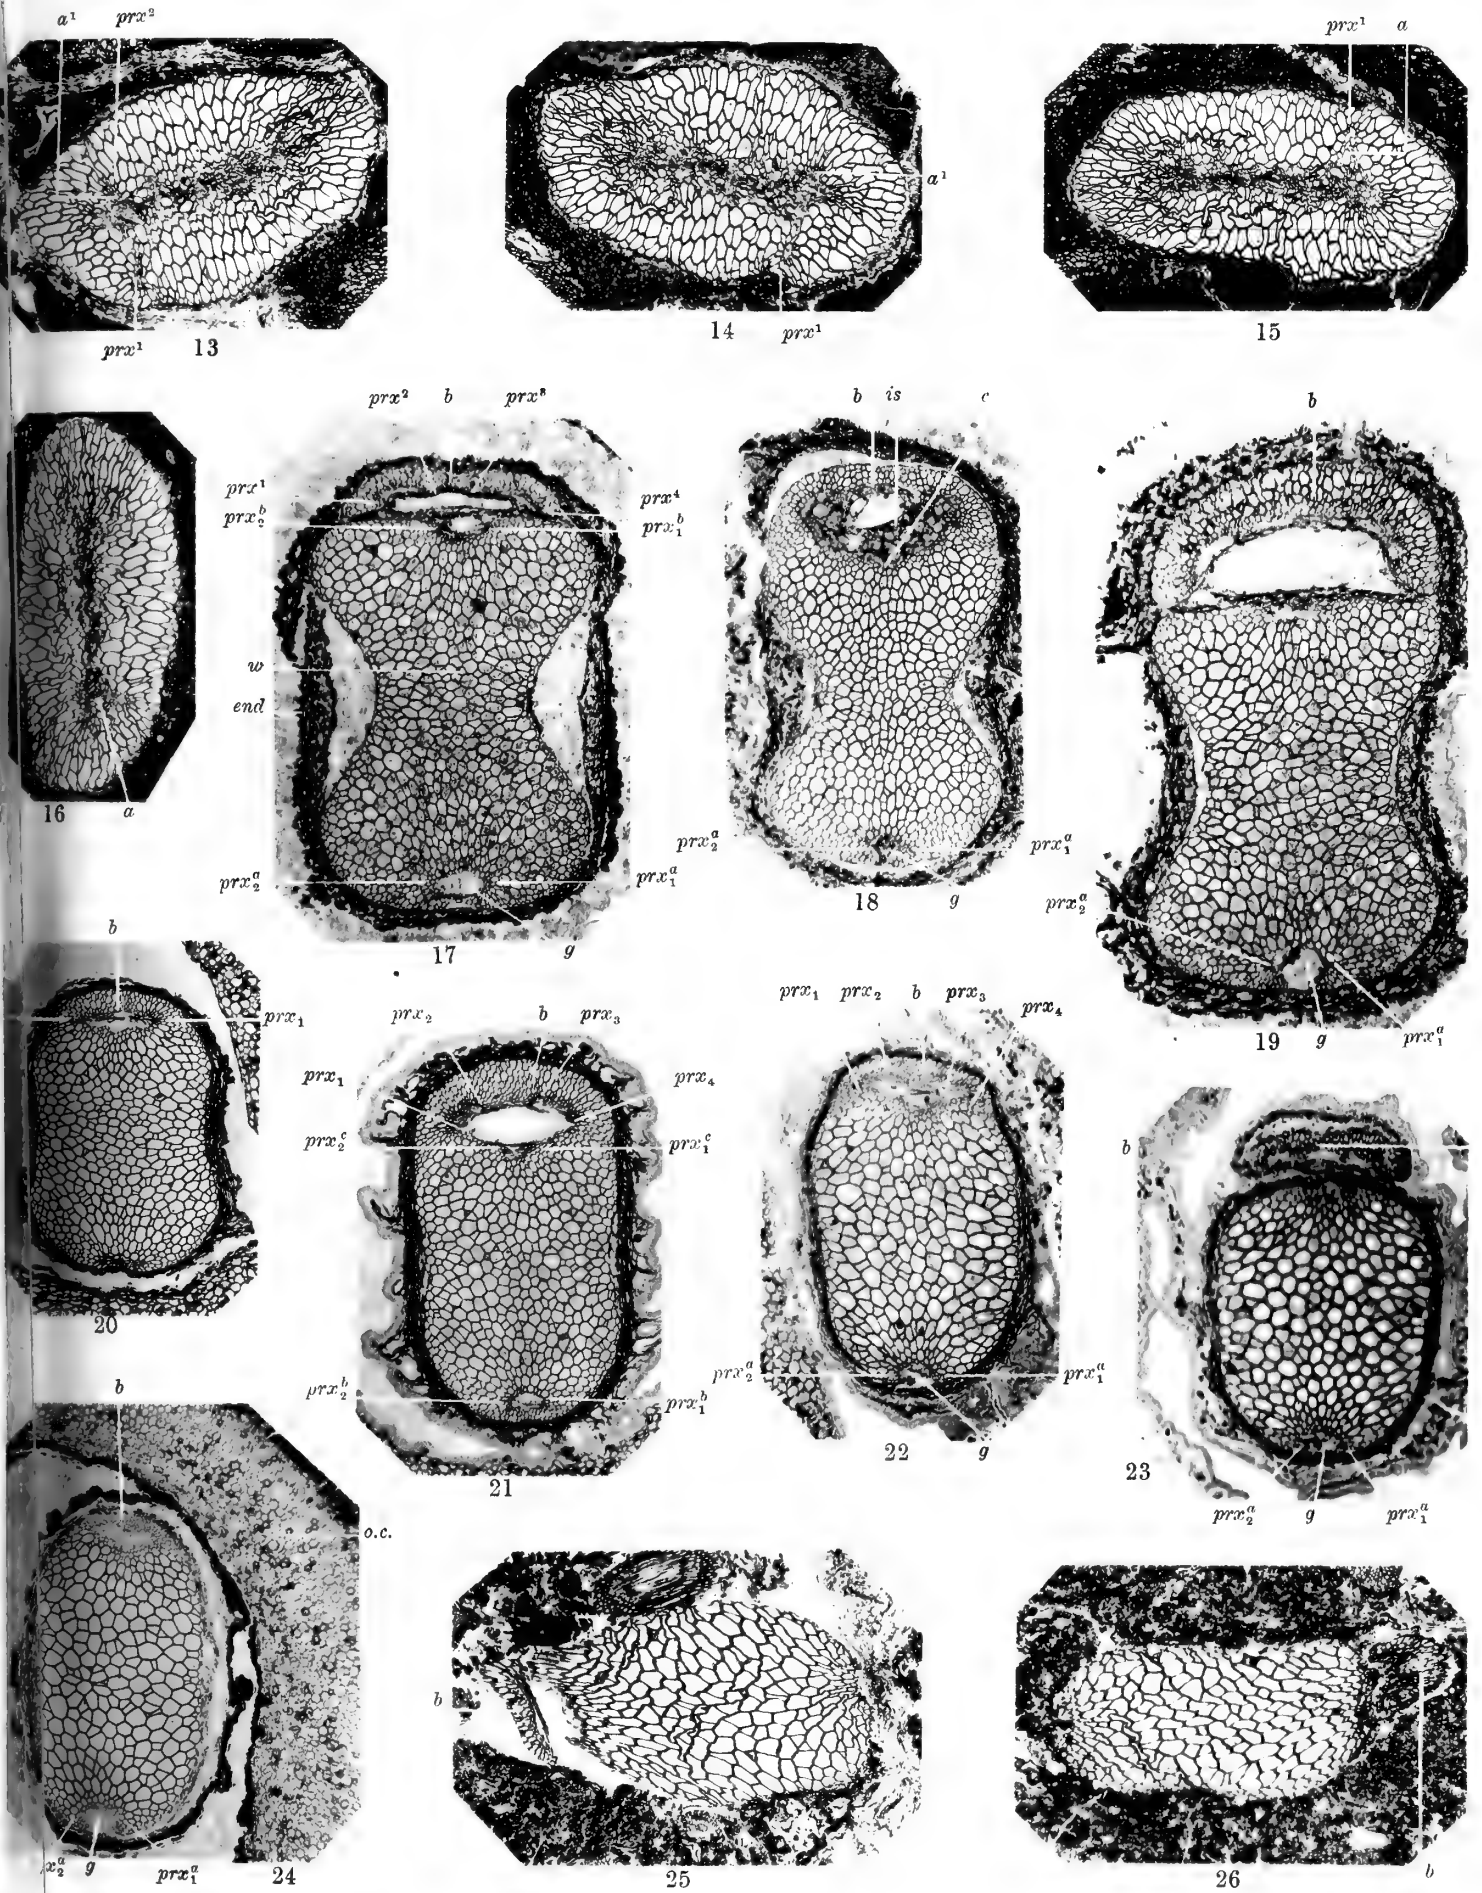 a¹ prx² prx¹ a
a¹
prx¹ 13 14 prx¹ 15
prx² b prx³ b is c b
prx¹ prx⁴
prx₂ᵇ prx₁ᵇ
w
end
16 a
prx₂ᵃ prx₁ᵃ prx₂ᵃ prx₁ᵃ
17 g 18 g prx₂ᵃ
19 g prx₁ᵃ
b prx₁
20
prx₂ b prx₃
prx₁ prx₄
prx₂ᶜ prx₁ᶜ
prx₂ᵇ prx₁ᵇ
21
prx₁ prx₂ b prx₃ prx₄
prx₂ᵃ prx₁ᵃ
22 g
b
23
prx₂ᵃ g prx₁ᵃ
b
o.c.
x₂ᵃ g prx₁ᵃ 24
b
25
26 b